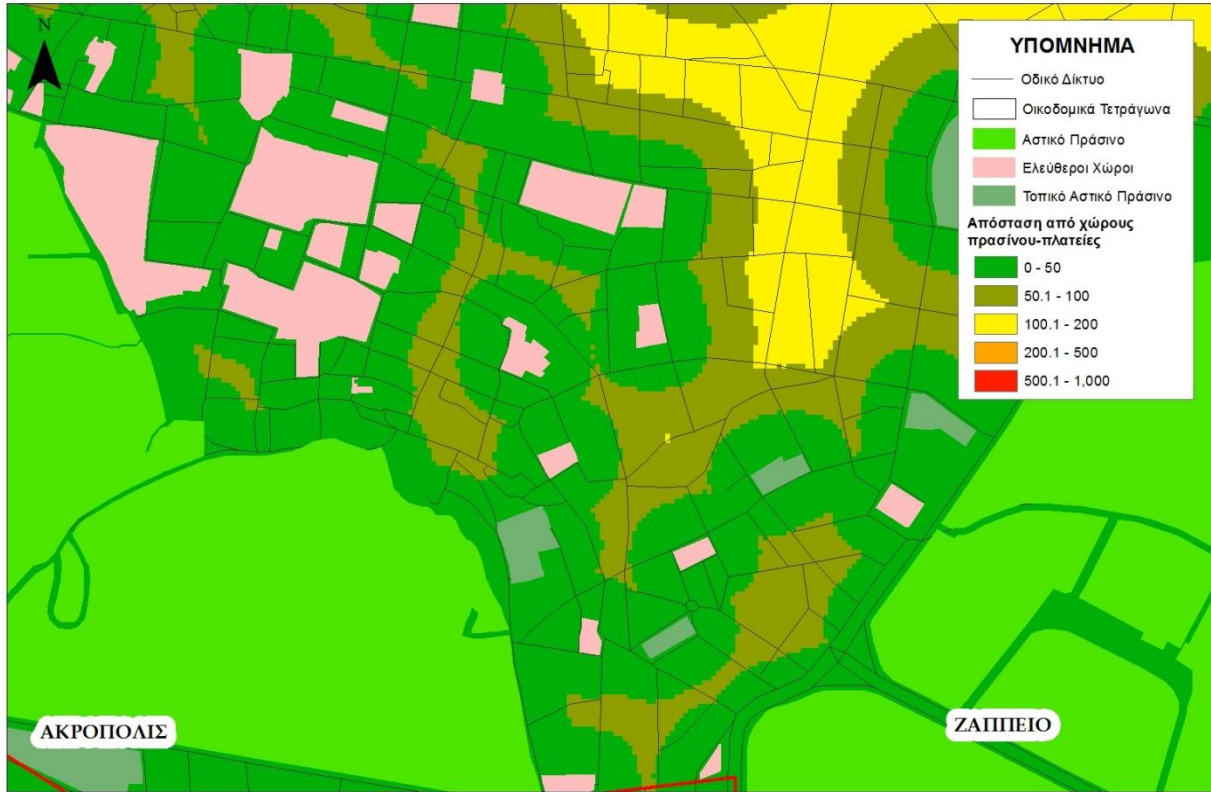 N
ΥΠΟΜΝΗΜΑ
Οδικό Δίκτυο
Οικοδομικά Τετράγωνα
Αστικό Πράσινο
Ελεύθεροι Χώροι
Τοπικό Αστικό Πράσινο
Απόσταση από χώρους
πρασίνου-πλατείες
0 - 50
50.1 - 100
100.1 - 200
200.1 - 500
500.1 - 1,000
ΑΚΡΟΠΟΛΙΣ
ΖΑΠΠΕΙΟ